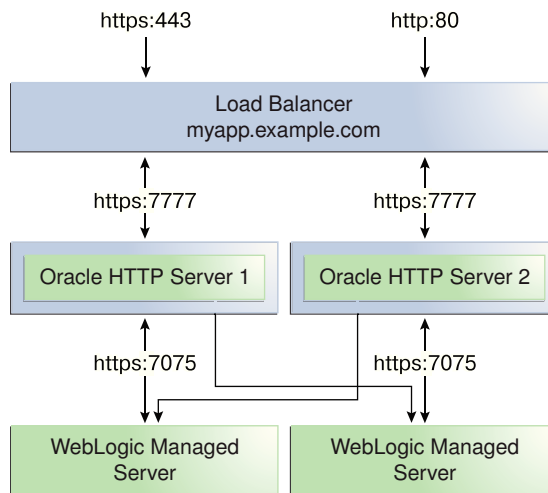 https:443
http:80
Load Balancer
myapp.example.com
https:7777
https:7777
Oracle HTTP Server 1
Oracle HTTP Server 2
https:7075
https:7075
WebLogic Managed
Server
WebLogic Managed
Server